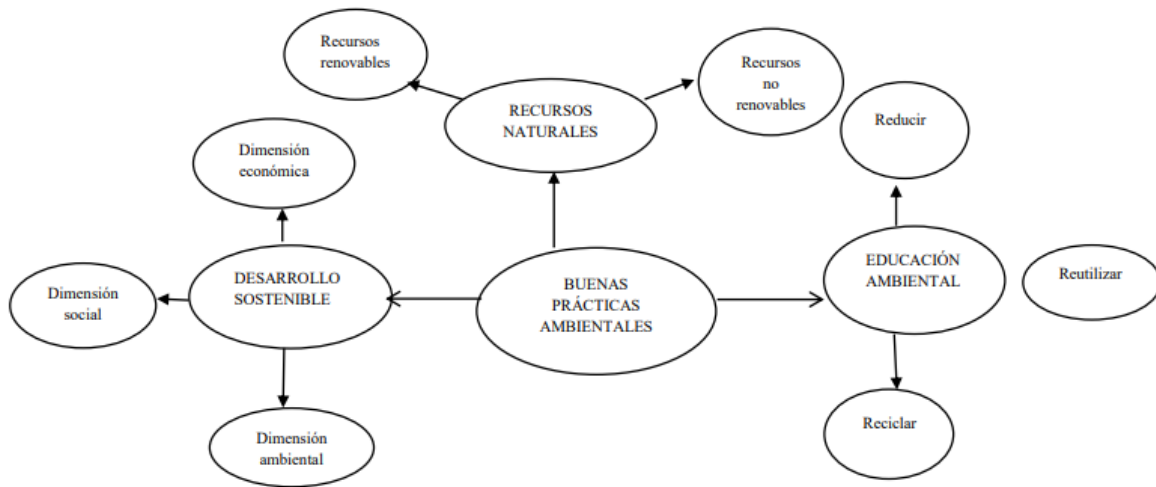 Recursos
renovables
RECURSOS
NATURALES
Recursos
no
renovables
Reducir
Dimensión
económica
DESARROLLO
SOSTENIBLE
BUENAS
PRÁCTICAS
AMBIENTALES
EDUCACIÓN
AMBIENTAL
Reutilizar
Dimensión
social
Dimensión
ambiental
Reciclar